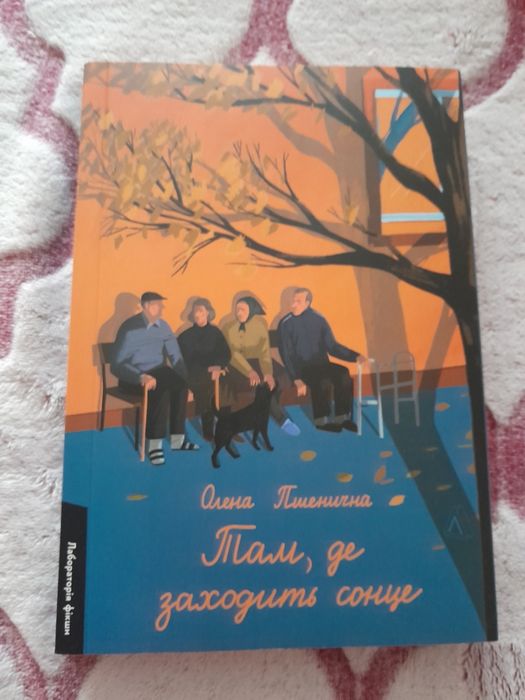 Олена Пшенична
Там, де
заходить сонце
Лабораторія фікшн